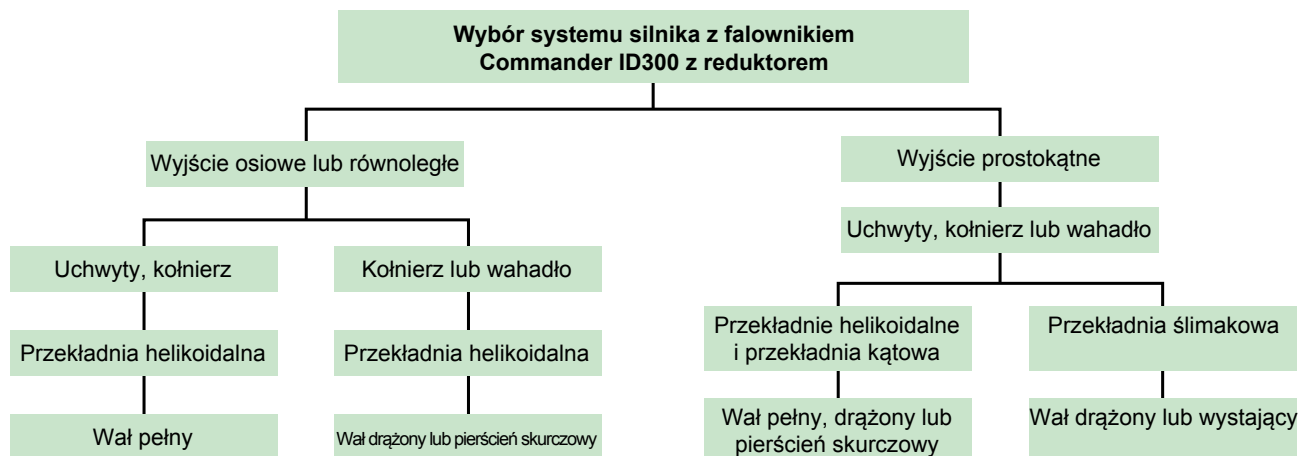 Wybór systemu silnika z falownikiem
Commander ID300 z reduktorem
Wyjście osiowe lub równoległe
Wyjście prostokątne
Uchwyty, kołnierz lub wahadło
Uchwyty, kołnierz
Kołnierz lub wahadło
Przekładnia helikoidalna
Przekładnia helikoidalna
Przekładnie helikoidalne
i przekładnia kątowa
Przekładnia ślimakowa
Wał pełny
Wał drążony lub pierścień skurczowy
Wał pełny, drążony lub
pierścień skurczowy
Wał drążony lub wystający